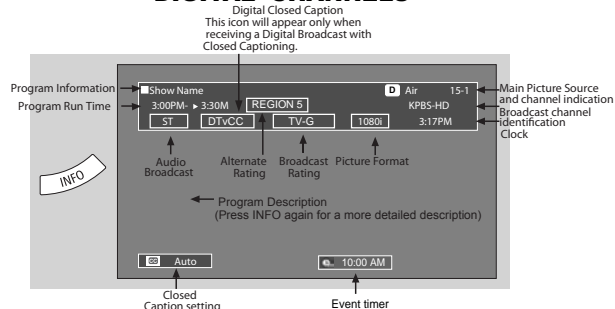 DIGITAL CHANNELS
Digital Closed Caption
This icon will appear only when
receiving a Digital Broadcast with
Closed Captioning.
Program Information
Show Name
D Air 15-1
Main Picture Source
and channel indication
Program Run Time
3:00PM- ▸ 3:30M
REGION 5
KPBS-HD
Broadcast channel
identification
ST
DTvCC
TV-G
1080i
3:17PM
Clock
Audio
Broadcast
Alternate
Rating
Broadcast
Rating
Picture Format
INFO
Program Description
(Press INFO again for a more detailed description)
CC Auto
10:00 AM
Closed
Caption setting
Event timer